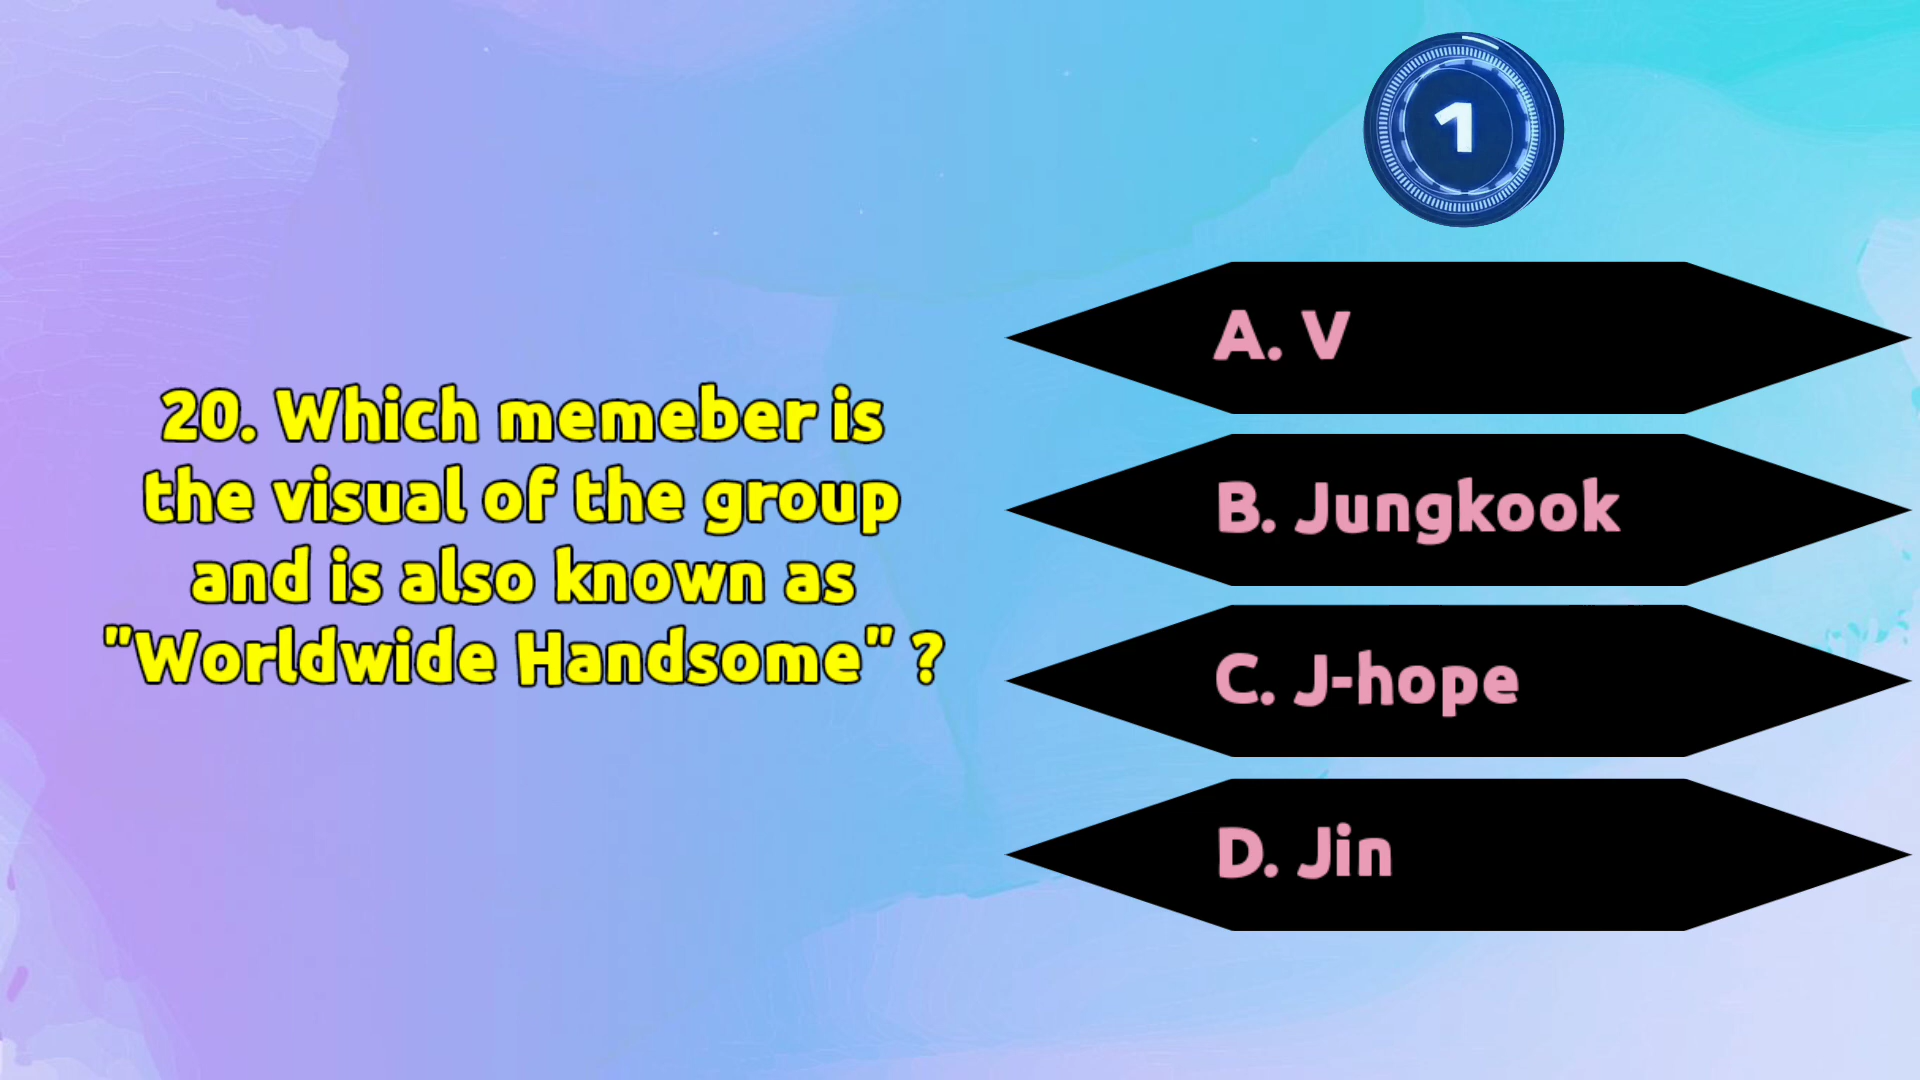 20. Which memeber is
the visual of the group
and is also known as
"Worldwide Handsome" ?
1
A. V
B. Jungkook
C. J-hope
D. Jin